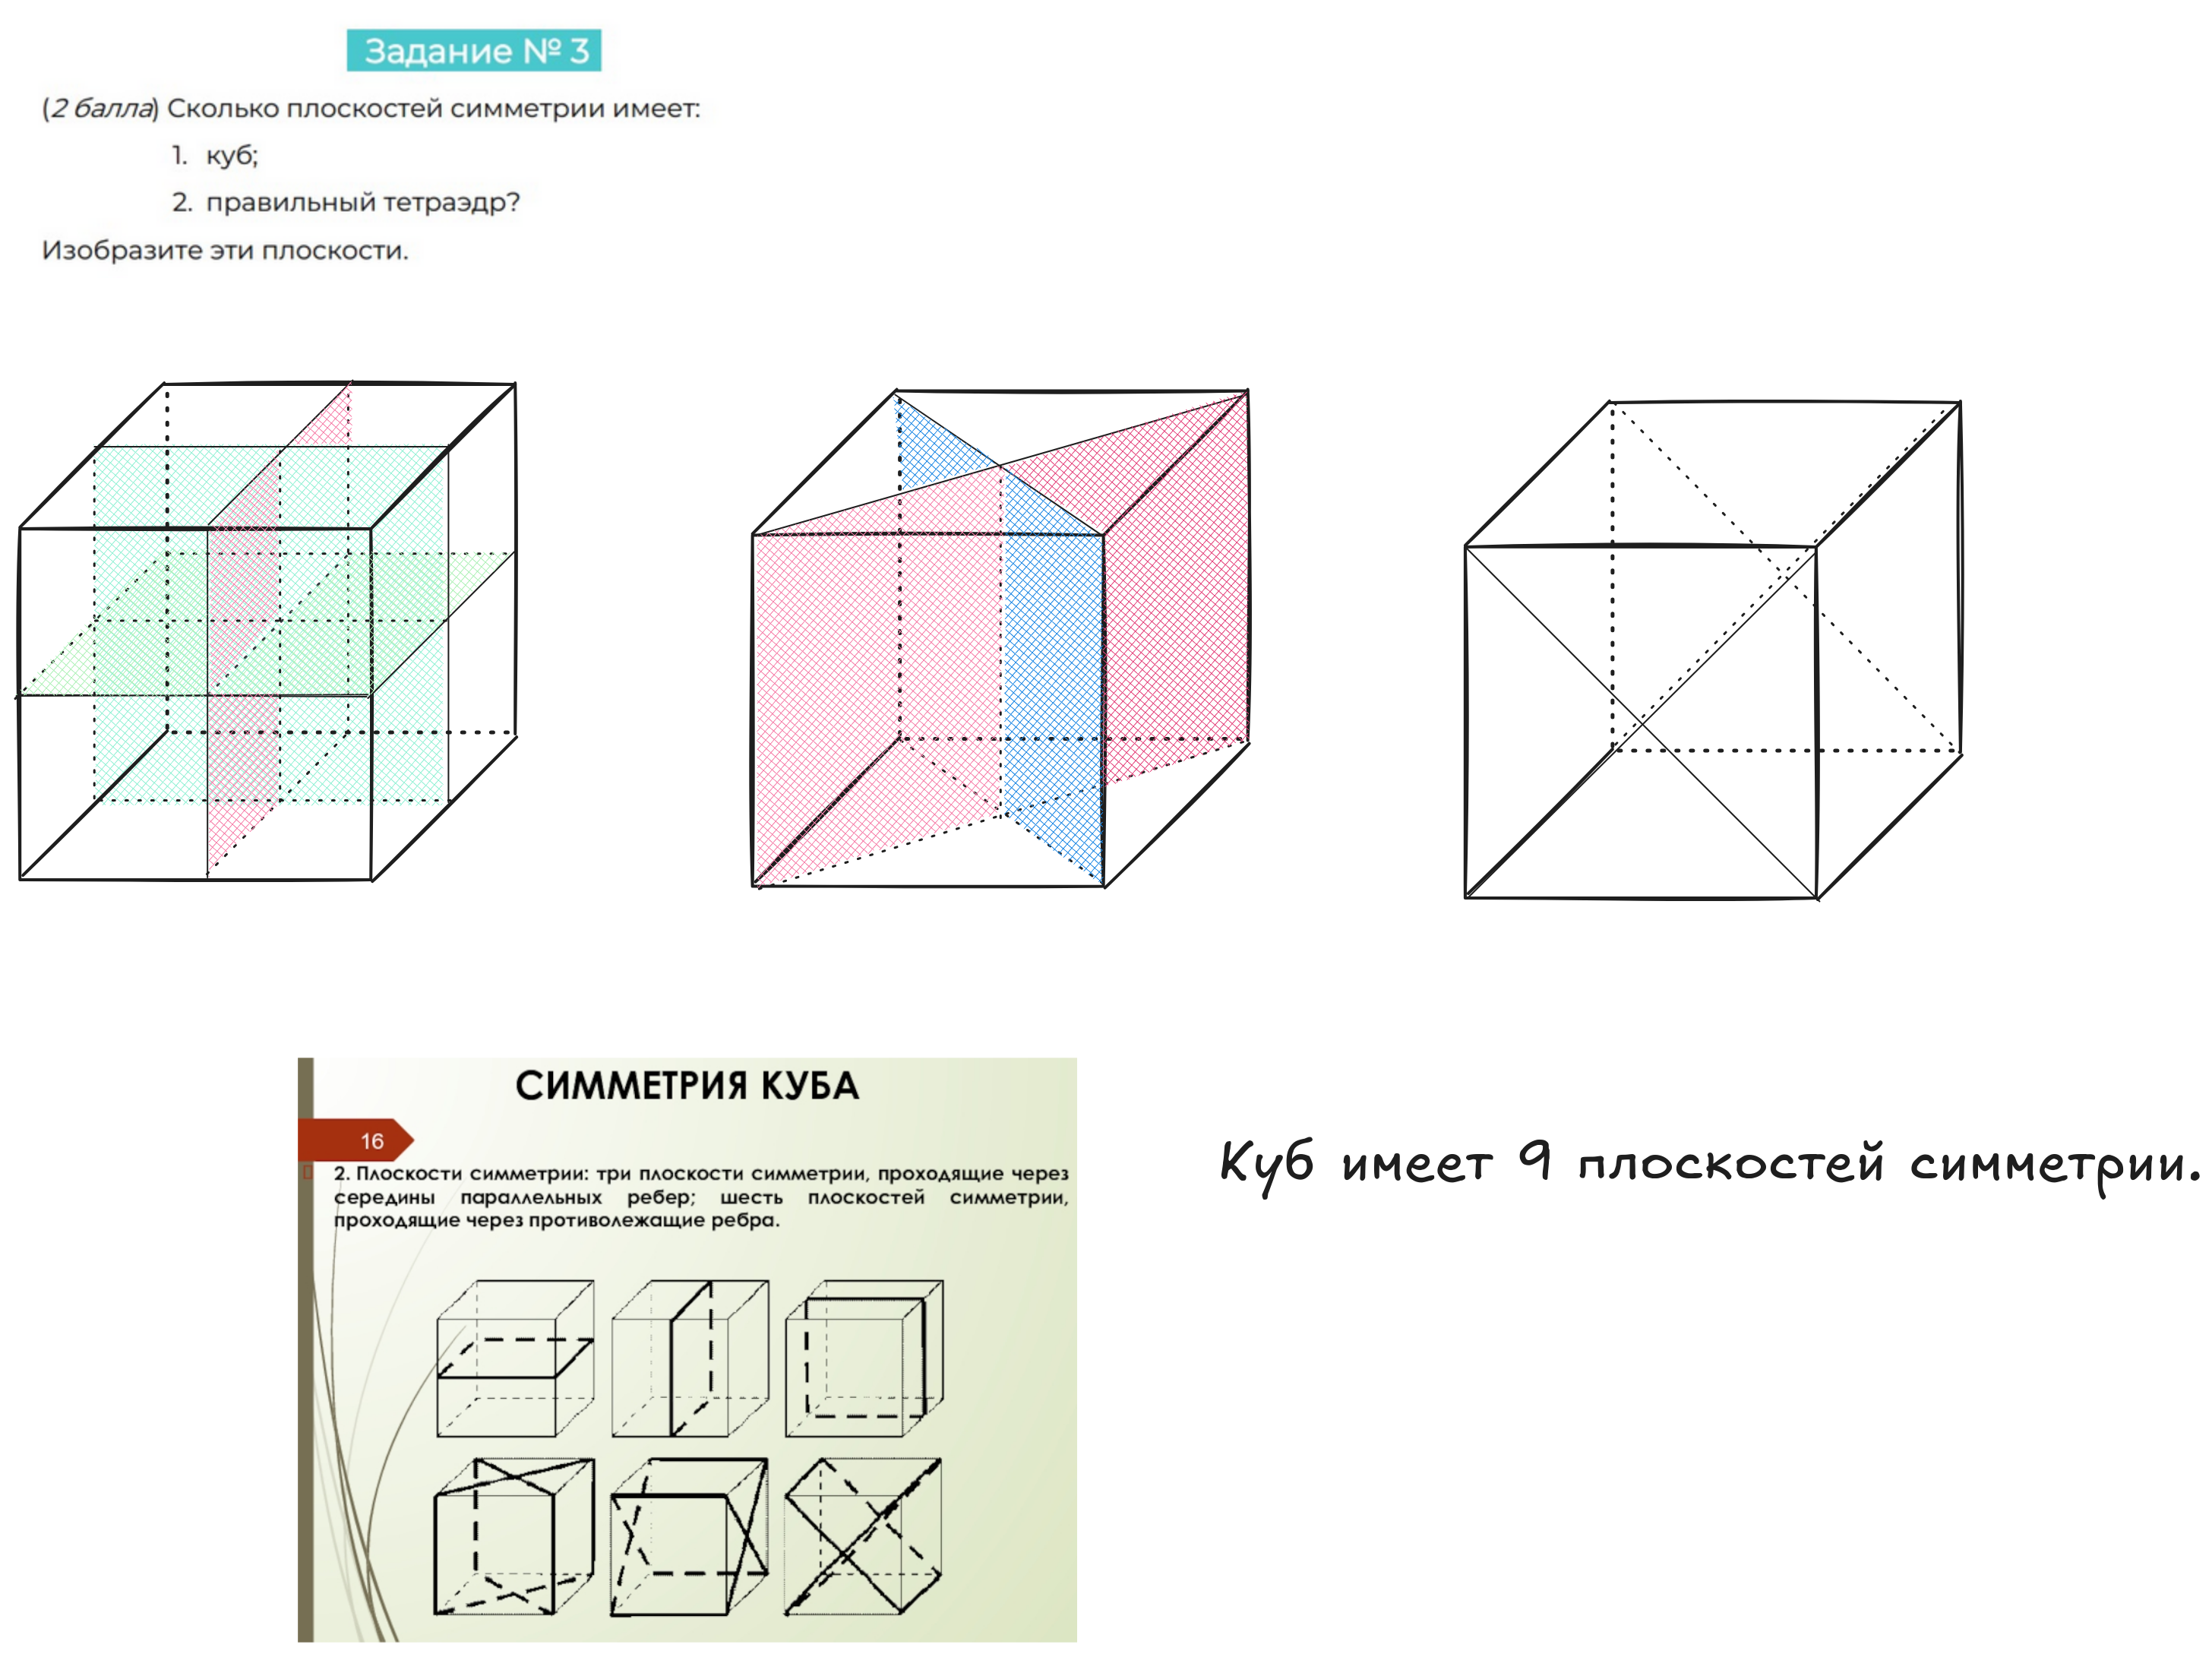 Задание № 3
(2 балла) Сколько плоскостей симметрии имеет:
1. куб;
2. правильный тетраэдр?
Изобразите эти плоскости.
СИММЕТРИЯ КУБА
16
2. Плоскости симметрии: три плоскости симметрии, проходящие через
середины параллельных ребер; шесть плоскостей симметрии,
проходящие через противолежащие ребра.
Куб имеет 9 плоскостей симметрии.